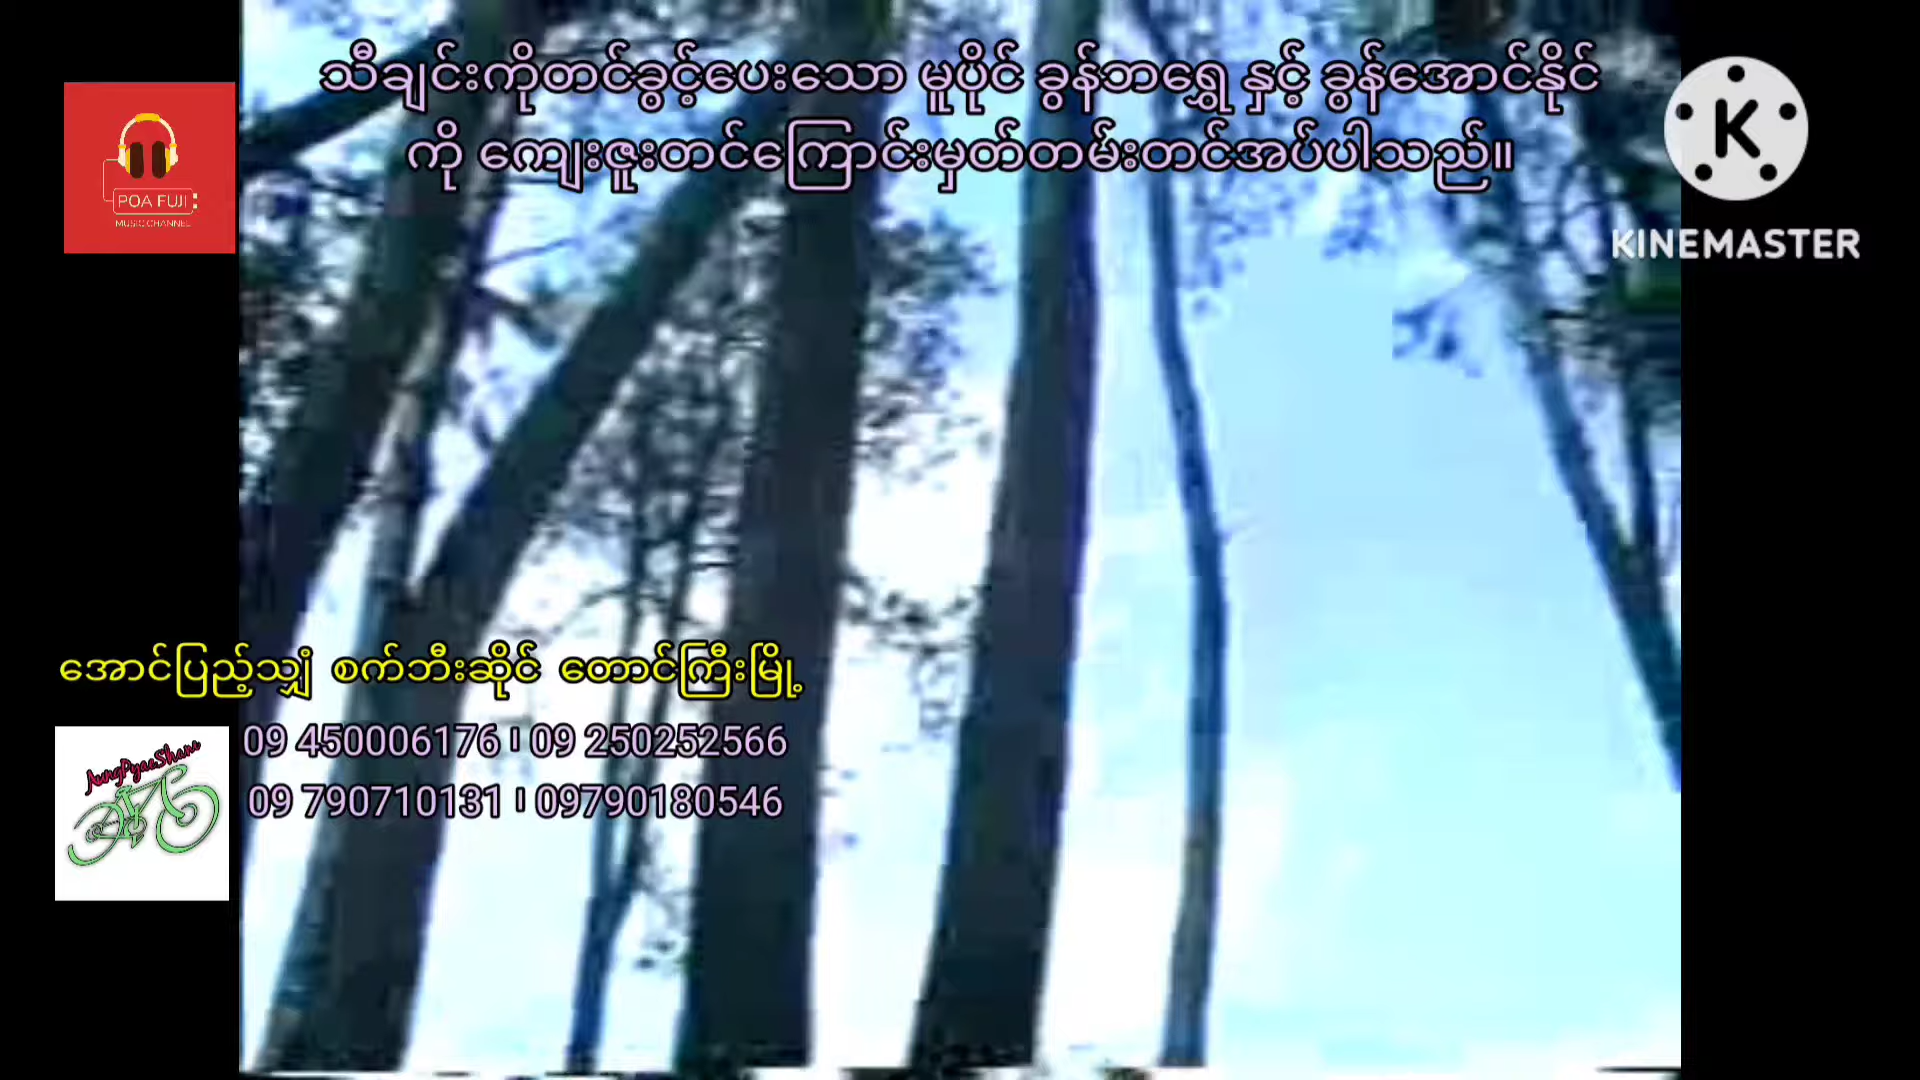 သီချင်းကိုတင်ခွင့်ပေးသော မူပိုင် ခွန်ဘရွှေ နှင့် ခွန်အောင်နိုင်
ကို ကျေးဇူးတင်ကြောင်းမှတ်တမ်းတင်အပ်ပါသည်။
POA FUJI
MUSIC CHANNEL
K
KINEMASTER
အောင်ပြည့်သျှံ စက်ဘီးဆိုင် တောင်ကြီးမြို့
AungPyaeShan
09 450006176 ၊ 09 250252566
09 790710131 ၊ 09790180546